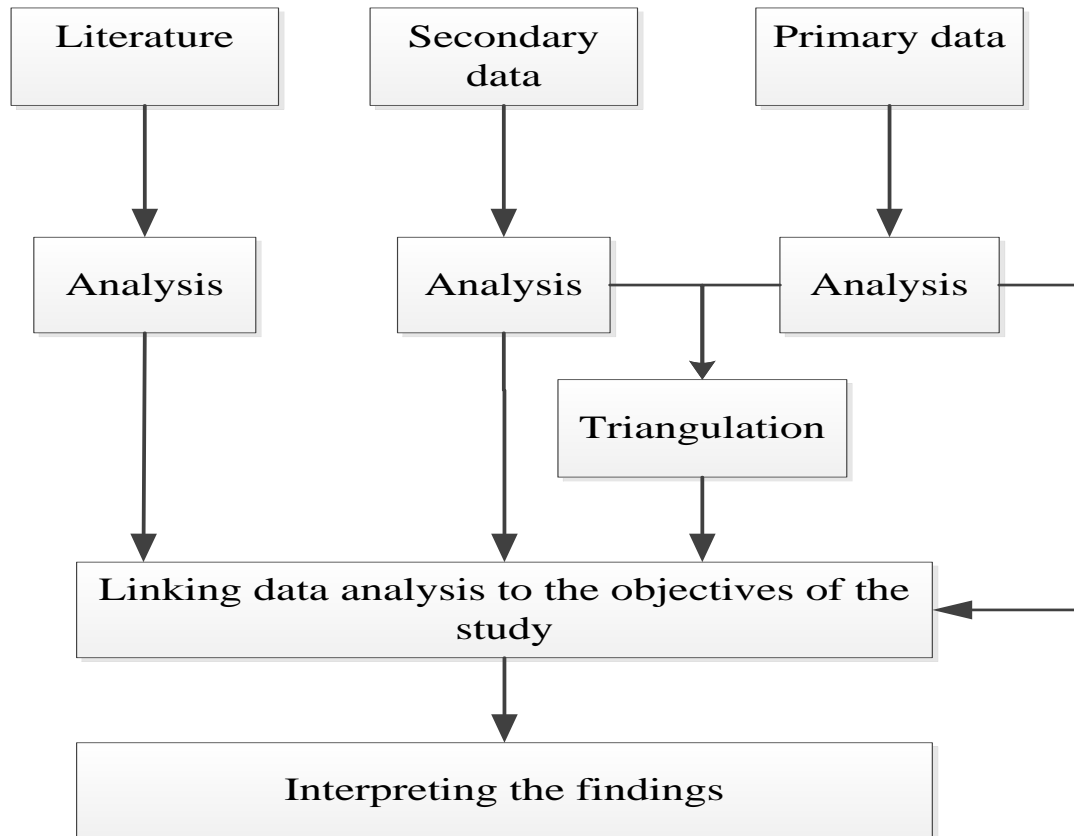 Literature
Secondary
data
Primary data
Analysis
Analysis
Analysis
Triangulation
Linking data analysis to the objectives of the
study
Interpreting the findings